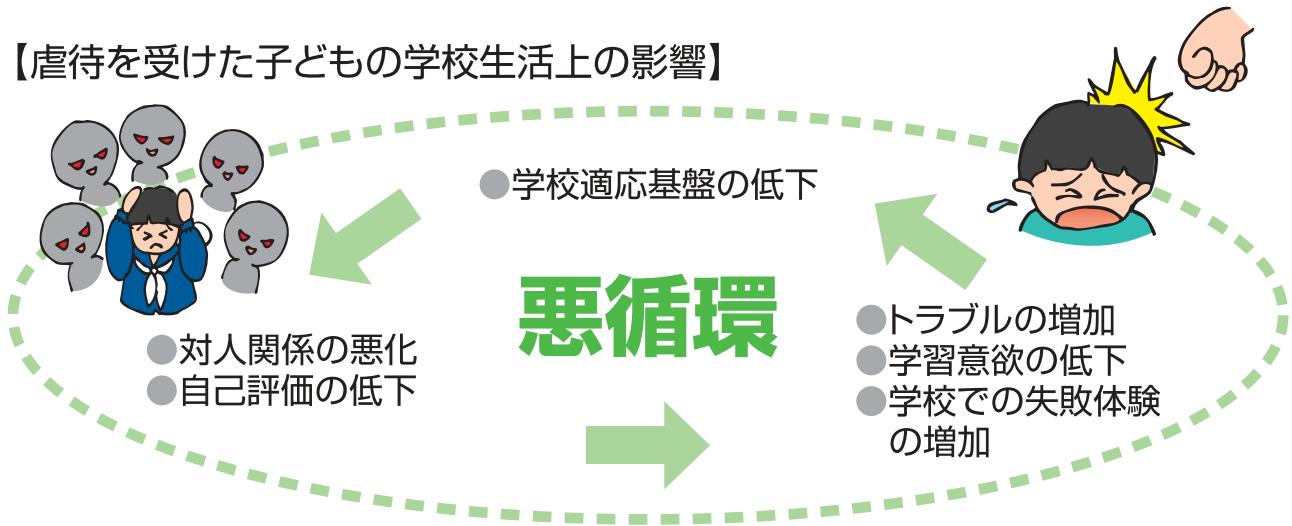 【虐待を受けた子どもの学校生活上の影響】
●学校適応基盤の低下
悪循環
●対人関係の悪化
●自己評価の低下
●トラブルの増加
●学習意欲の低下
●学校での失敗体験
の増加